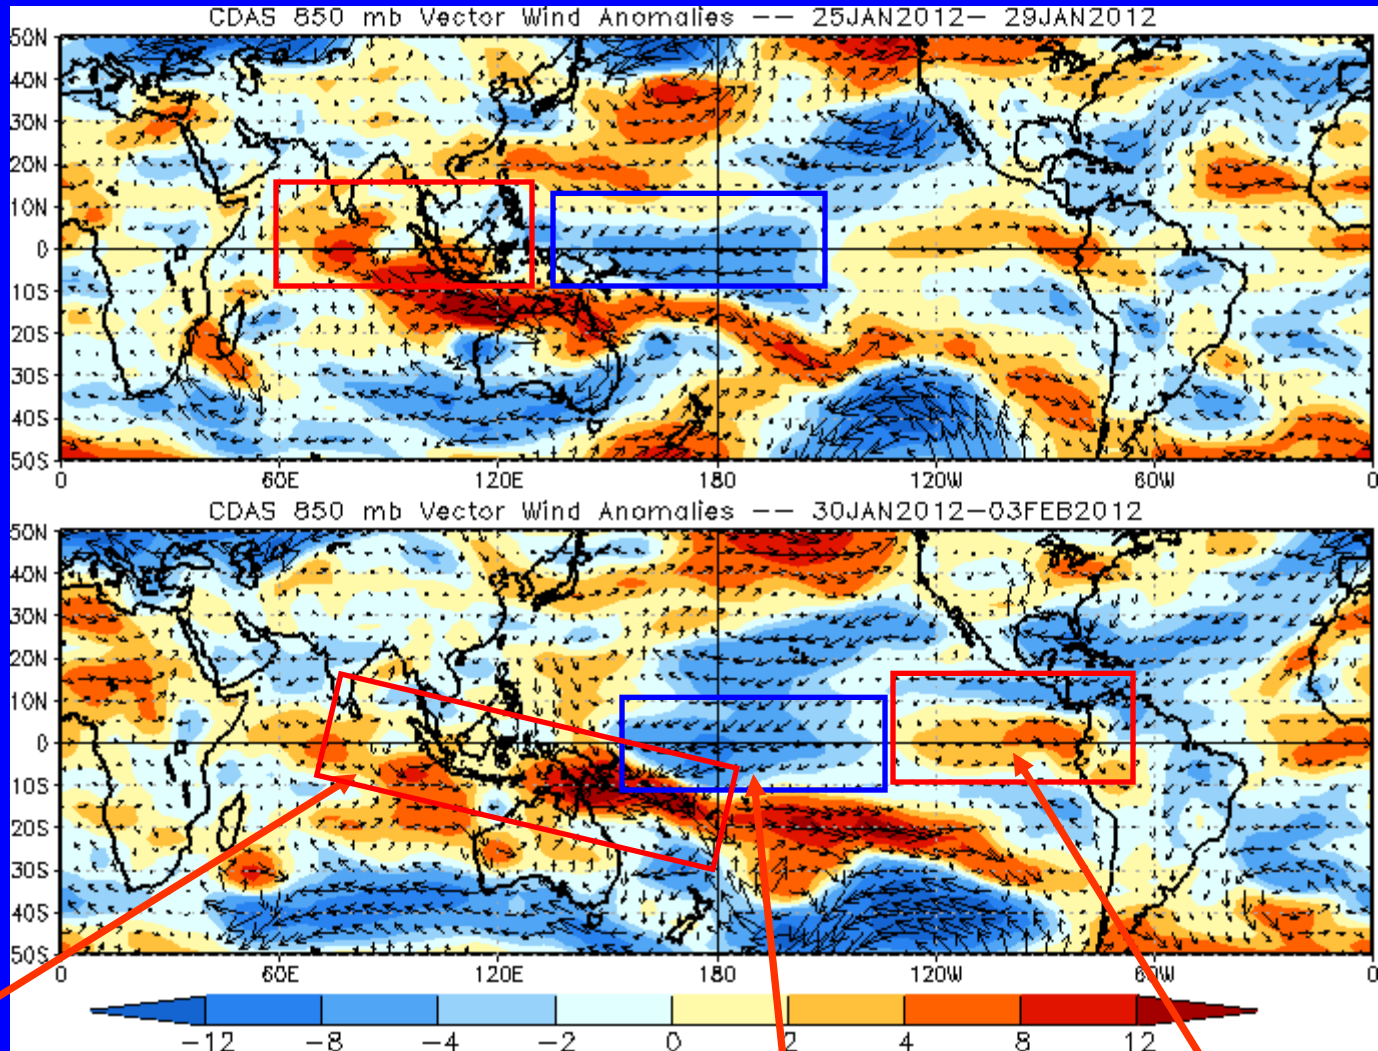 CDAS 850 mb Vector Wind Anomalies -- 25JAN2012- 29JAN2012
50N
40N
30N
20N
10N
0
10S
20S
30S
40S
50S
0 60E 120E 180 120W 60W 0
CDAS 850 mb Vector Wind Anomalies -- 30JAN2012-03FEB2012
50N
40N
30N
20N
10N
0
10S
20S
30S
40S
50S
0 60E 120E 180 120W 60W 0
-12 -8 -4 -2 0 2 4 8 12